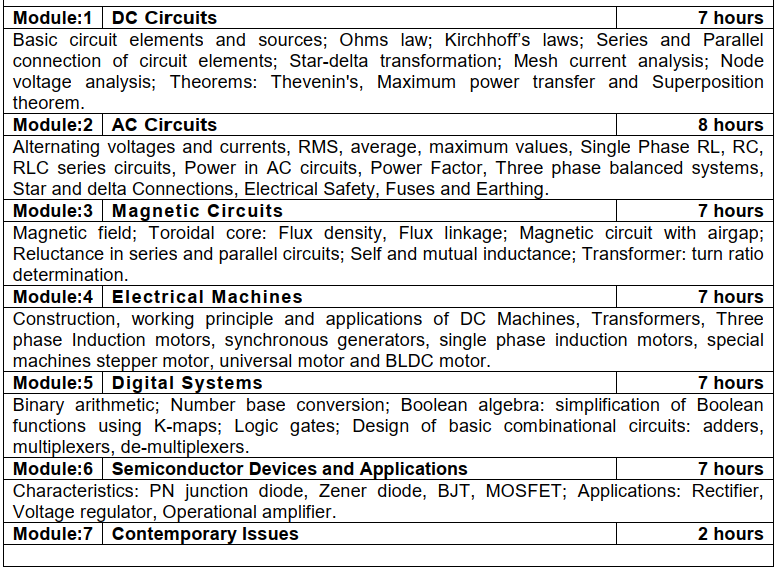 Module:1 DC Circuits 7 hours
Basic circuit elements and sources; Ohms law; Kirchhoff's laws; Series and Parallel
connection of circuit elements; Star-delta transformation; Mesh current analysis; Node
voltage analysis; Theorems: Thevenin's, Maximum power transfer and Superposition
theorem.
Module:2 AC Circuits 8 hours
Alternating voltages and currents, RMS, average, maximum values, Single Phase RL, RC,
RLC series circuits, Power in AC circuits, Power Factor, Three phase balanced systems,
Star and delta Connections, Electrical Safety, Fuses and Earthing.
Module:3 Magnetic Circuits 7 hours
Magnetic field; Toroidal core: Flux density, Flux linkage; Magnetic circuit with airgap;
Reluctance in series and parallel circuits; Self and mutual inductance; Transformer: turn ratio
determination.
Module:4 Electrical Machines 7 hours
Construction, working principle and applications of DC Machines, Transformers, Three
phase Induction motors, synchronous generators, single phase induction motors, special
machines stepper motor, universal motor and BLDC motor.
Module:5 Digital Systems 7 hours
Binary arithmetic; Number base conversion; Boolean algebra: simplification of Boolean
functions using K-maps; Logic gates; Design of basic combinational circuits: adders,
multiplexers, de-multiplexers.
Module:6 Semiconductor Devices and Applications 7 hours
Characteristics: PN junction diode, Zener diode, BJT, MOSFET; Applications: Rectifier,
Voltage regulator, Operational amplifier.
Module:7 Contemporary Issues 2 hours